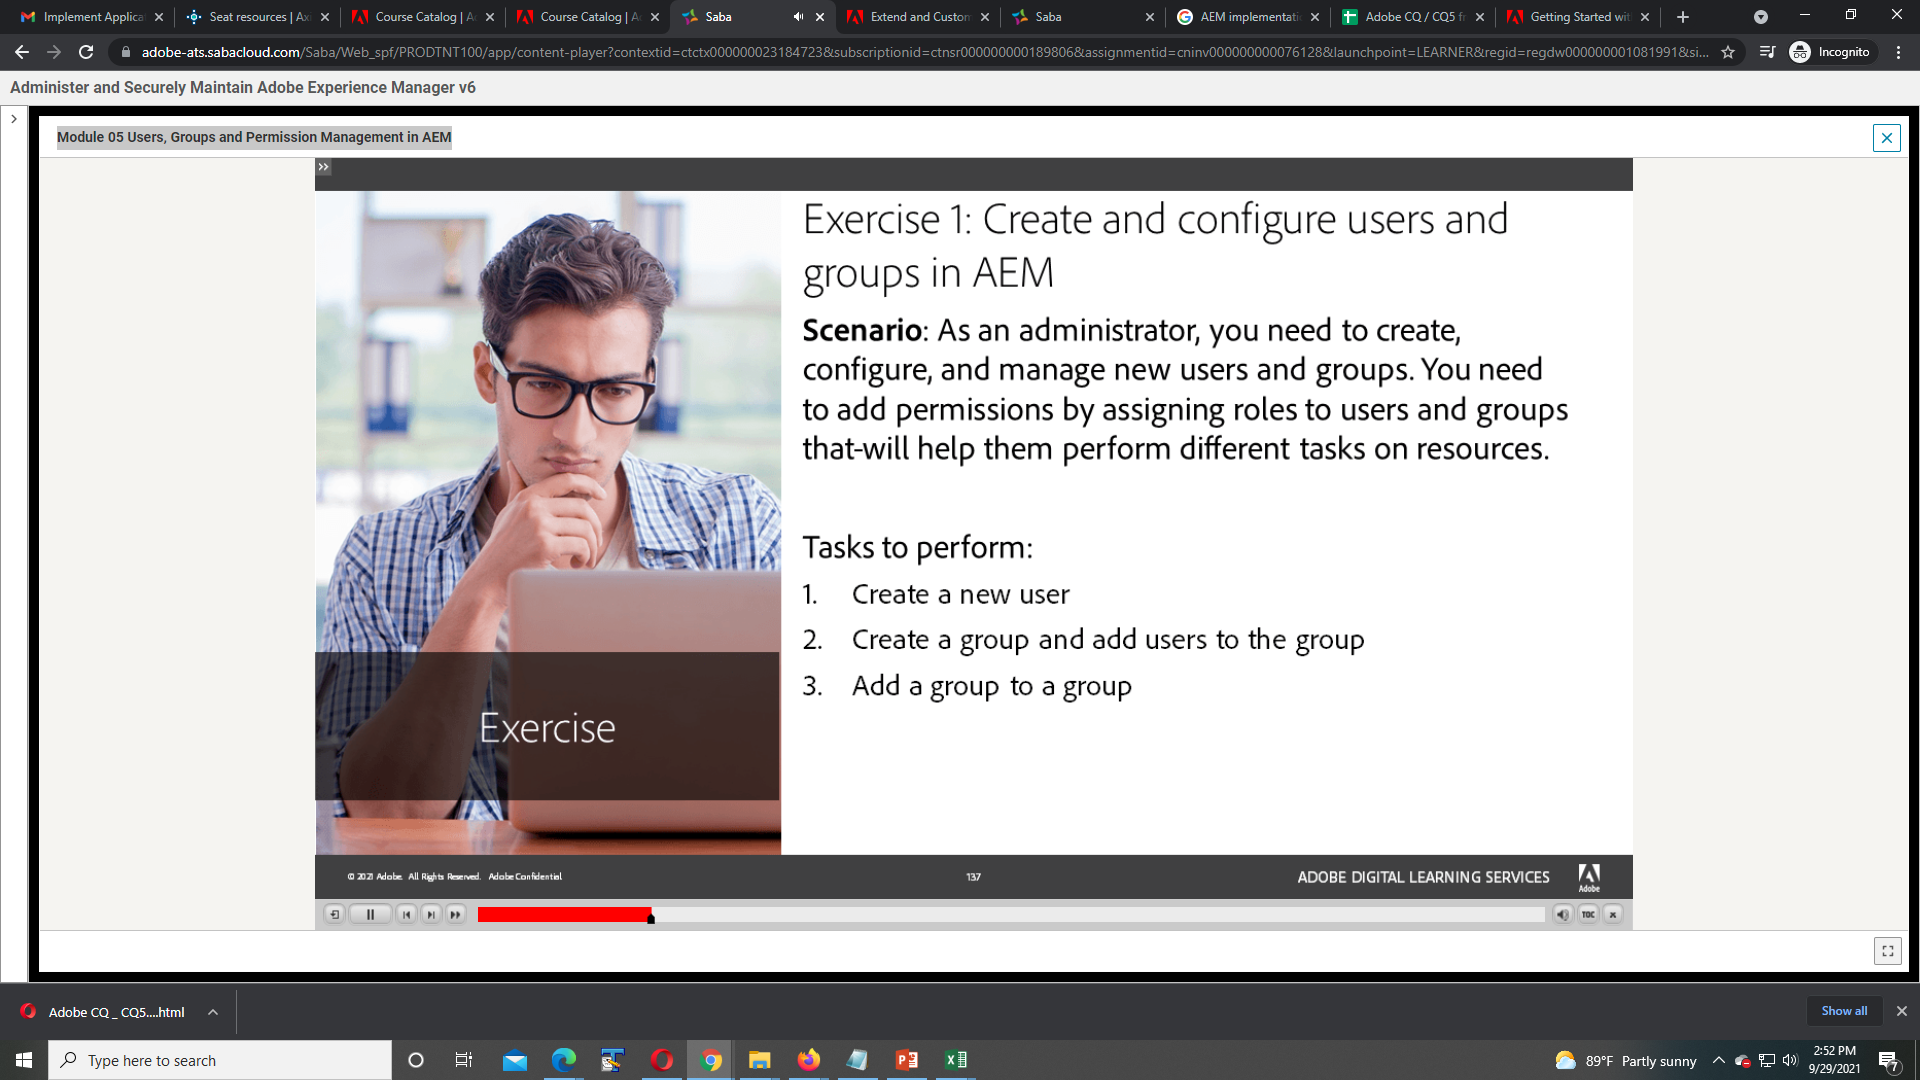 Implement Applica
Seat resources | Ax
Course Catalog | A
Course Catalog | A
Saba
Extend and Custom
Saba
AEM implementati
Adobe CQ / CQ5 f
Getting Started wit
adobe-ats.sabacloud.com/Saba/Web_spf/PRODTNT100/app/content-player?contextid=ctctx000000023184723&subscriptionid=ctnsr000000000189806&assignmentid=cninv000000000076128&launchpoint=LEARNER&regid=regdw000000001081991&si...
Incognito
Administer and Securely Maintain Adobe Experience Manager v6
Module 05 Users, Groups and Permission Management in AEM
Exercise 1: Create and configure users and
groups in AEM
Scenario: As an administrator, you need to create,
configure, and manage new users and groups. You need
to add permissions by assigning roles to users and groups
that-will help them perform different tasks on resources.
Tasks to perform:
1. Create a new user
2. Create a group and add users to the group
3. Add a group to a group
Exercise
© 2021 Adobe. All Rights Reserved. Adobe Confidential
137
ADOBE DIGITAL LEARNING SERVICES
Adobe
TOC
Adobe CQ _ CQ5....html
Show all
Type here to search
89°F Partly sunny
2:52 PM
9/29/2021
7